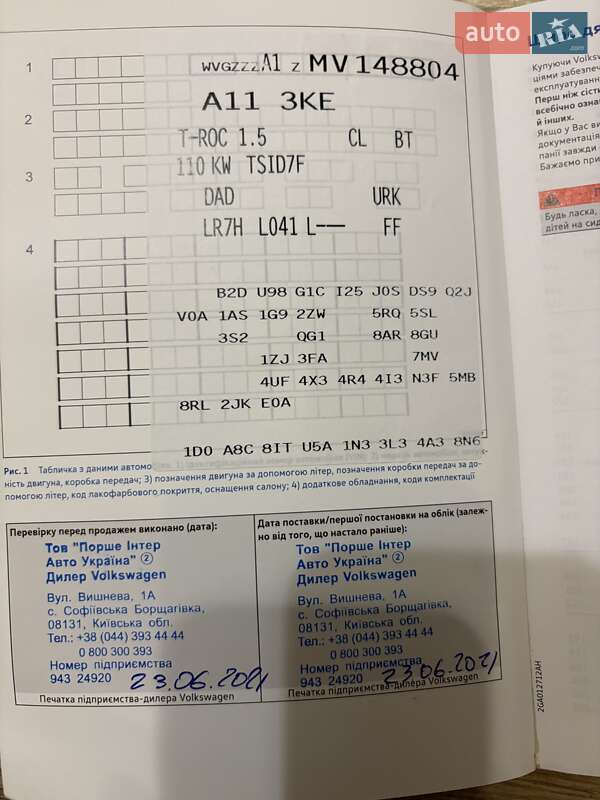 auto RIA .com
1
WVGZZZ A1 Z MV148804
A11 3KE
2
T-ROC 1.5 CL BT
110 KW TSID7F
3
DAD URK
LR7H L041 L-- FF
4
B2D U98 G1C I25 J0S DS9 Q2J
V0A 1AS 1G9 2ZW 5RQ 5SL
3S2 QG1 8AR 8GU
1ZJ 3FA 7MV
4UF 4X3 4R4 4I3 N3F 5MB
8RL 2JK E0A
1D0 A8C 8IT U5A 1N3 3L3 4A3 8N6
Рис. 1 Табличка з даними
ність двигуна, коробка передач; 3) позначення двигуна за допомогою літер, позначення коробки передач за до-
помогою літер, код лакофарбового покриття, оснащення салону; 4) додаткове обладнання, коди комплектації
Перевірку перед продажем виконано (дата):
Тов "Порше Інтер
Авто Україна" 2
Дилер Volkswagen
Вул. Вишнева, 1А
с. Софіївська Борщагівка,
08131, Київська обл.
Тел.: +38 (044) 393 44 44
0 800 300 393
Номер підприємства
943 24920 23.06.2021
Печатка підприємства-дилера Volkswagen
Дата поставки/першої постановки на облік (залеж-
но від того, що настало раніше):
Тов "Порше Інтер
Авто Україна" 2
Дилер Volkswagen
Вул. Вишнева, 1А
с. Софіївська Борщагівка,
08131, Київська обл.
Тел.: +38 (044) 393 44 44
0 800 300 393
Номер підприємства
943 24920 23.06.2021
Печатка підприємства-дилера Volkswagen
2GA012712AH
Купуючи
ціями
експлуатуван
Перш ніж
всебічно
й інших.
Якщо у Вас
документація
панії завжди
Бажаємо
Будь ласка,
дітей на